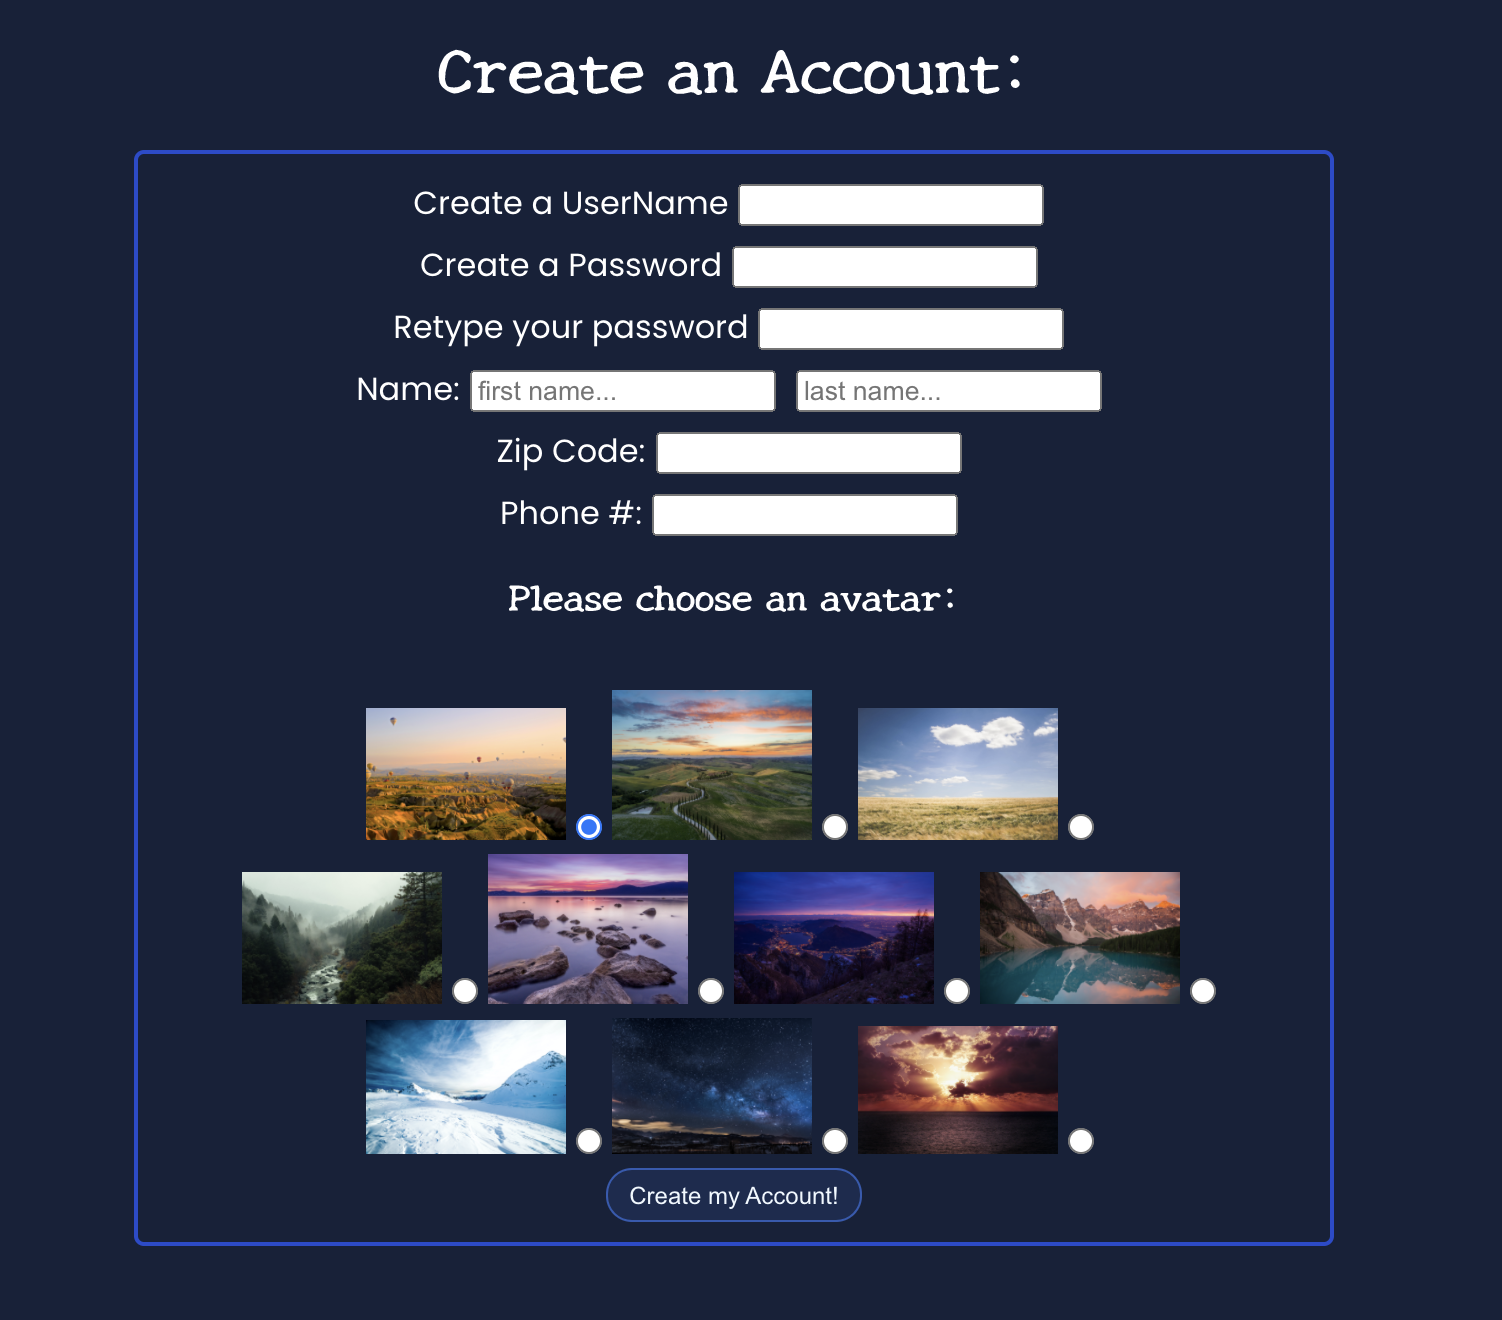 Create an Account:
Create a UserName
Create a Password
Retype your password
Name: first name... last name...
Zip Code:
Phone #:
Please choose an avatar:
Create my Account!